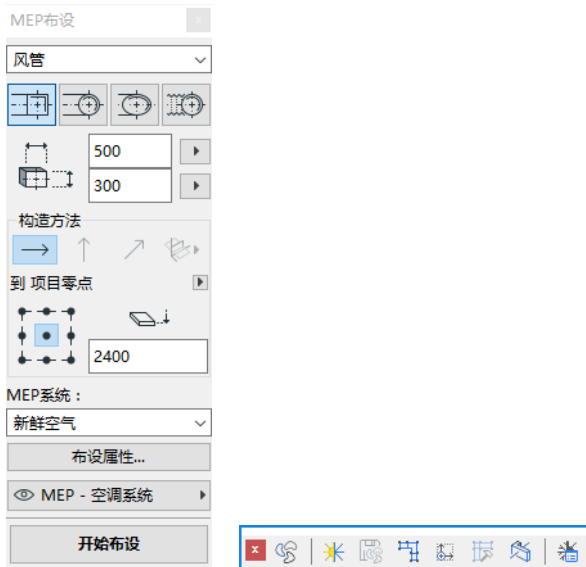 MEP布设
风管
500
300
构造方法
到 项目零点
2400
MEP系统：
新鲜空气
布设属性...
MEP - 空调系统
开始布设